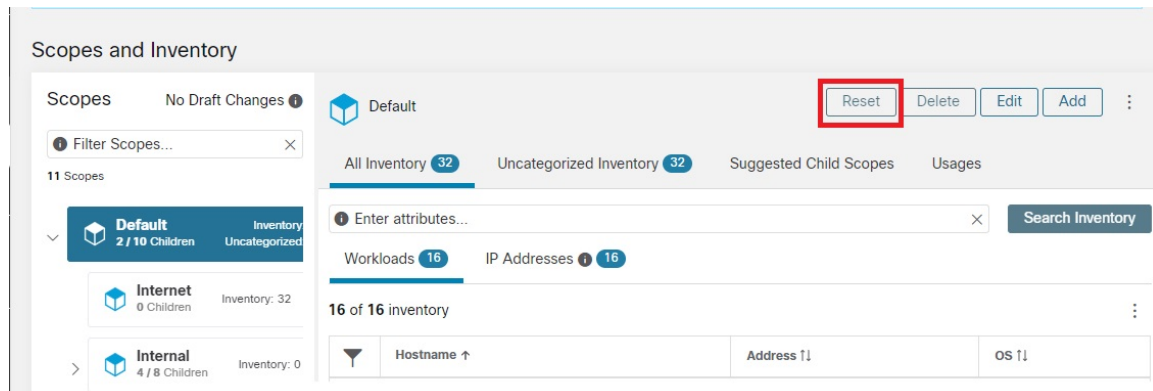 Scopes and Inventory
Scopes No Draft Changes
Filter Scopes...
11 Scopes
Default Inventory
2 / 10 Children Uncategorized
Internet
0 Children
Inventory: 32
Internal
4 / 8 Children
Inventory: 0
Default
Reset Delete Edit Add
All Inventory 32 Uncategorized Inventory 32 Suggested Child Scopes Usages
Enter attributes...
Search Inventory
Workloads 16 IP Addresses 16
16 of 16 inventory
Hostname ↑ Address ↑↓ OS ↑↓